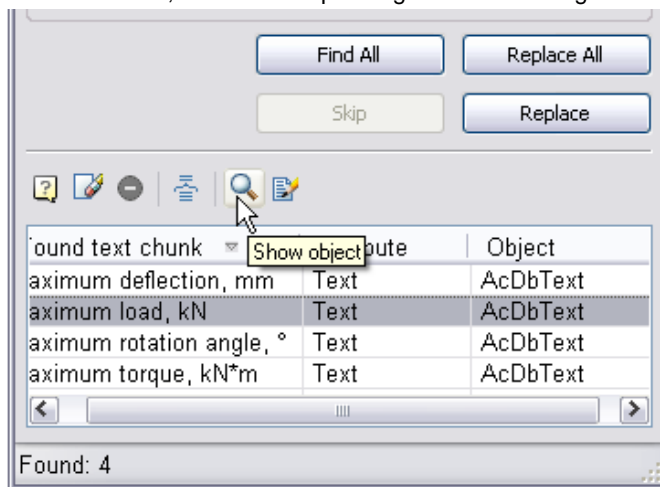 Find All Replace All
Skip Replace
ound text chunk Show object bute Object
aximum deflection, mm Text AcDbText
aximum load, kN Text AcDbText
aximum rotation angle, ° Text AcDbText
aximum torque, kN*m Text AcDbText
Found: 4